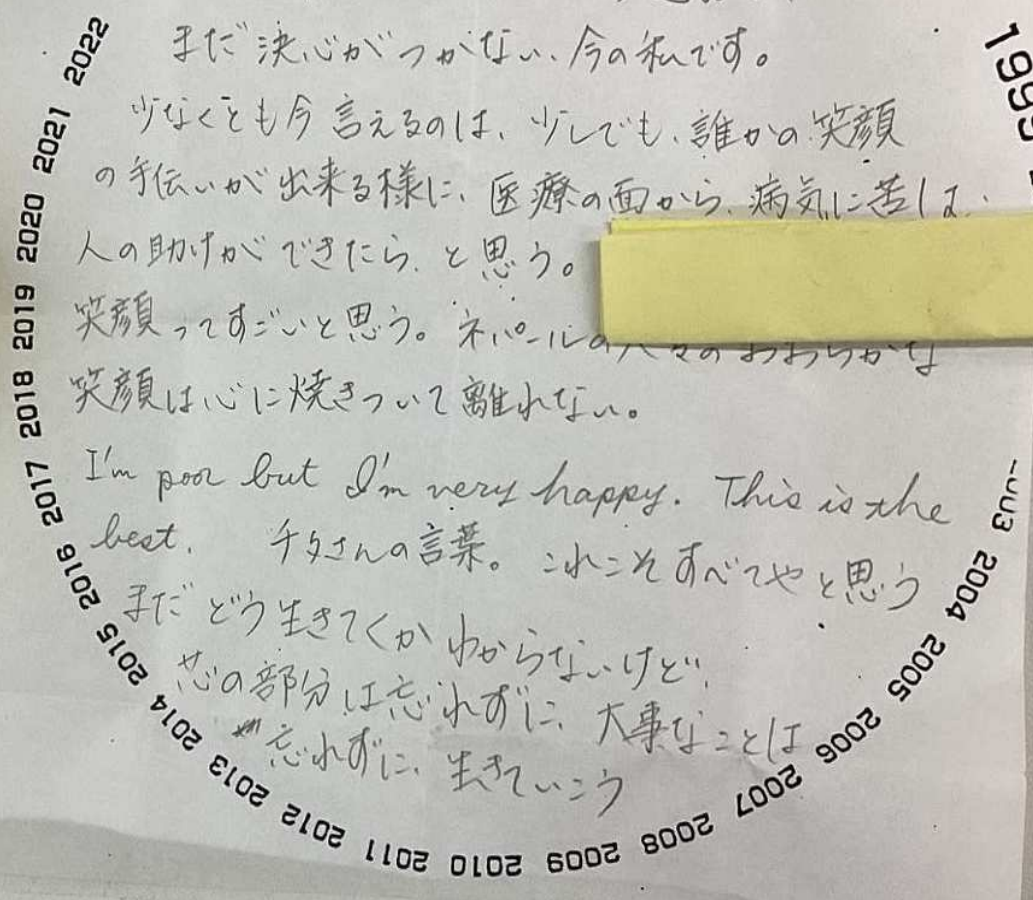 まだ決心がつかない、今の私です。
少なくとも今言えるのは、少しでも、誰かの笑顔
の手伝いが出来る様に、医療の面から、病気に苦しむ
人の助けができたら、と思う。
笑顔ってすごいと思う。ネパールの人々のおおらかな
笑顔は心に焼きついて離れない。
I'm poor but I'm very happy. This is the
best. チタさんの言葉。これこそすべてやと思う
まだどう生きてくかわからないけど、
芯の部分は忘れずに、大事なことは
忘れずに、生きていこう
2004 2005 2006 2007 2008 2009 2010 2011 2012 2013 2014 2015 2016 2017 2018 2019 2020 2021 2022